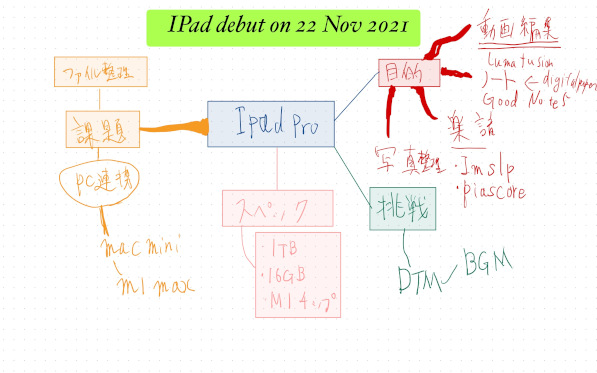 IPad debut on 22 Nov 2021
ファイル整理
課題
PC連携
mac mini
m1 max
Ipad Pro
スペック
・1TB
・16GB
・M1チップ
目的
動画編集
Lumafusion
ノート ← digitalpaper
Good Notes
楽譜
・Imslp
・piascore
写真整理
挑戦
DTM BGM